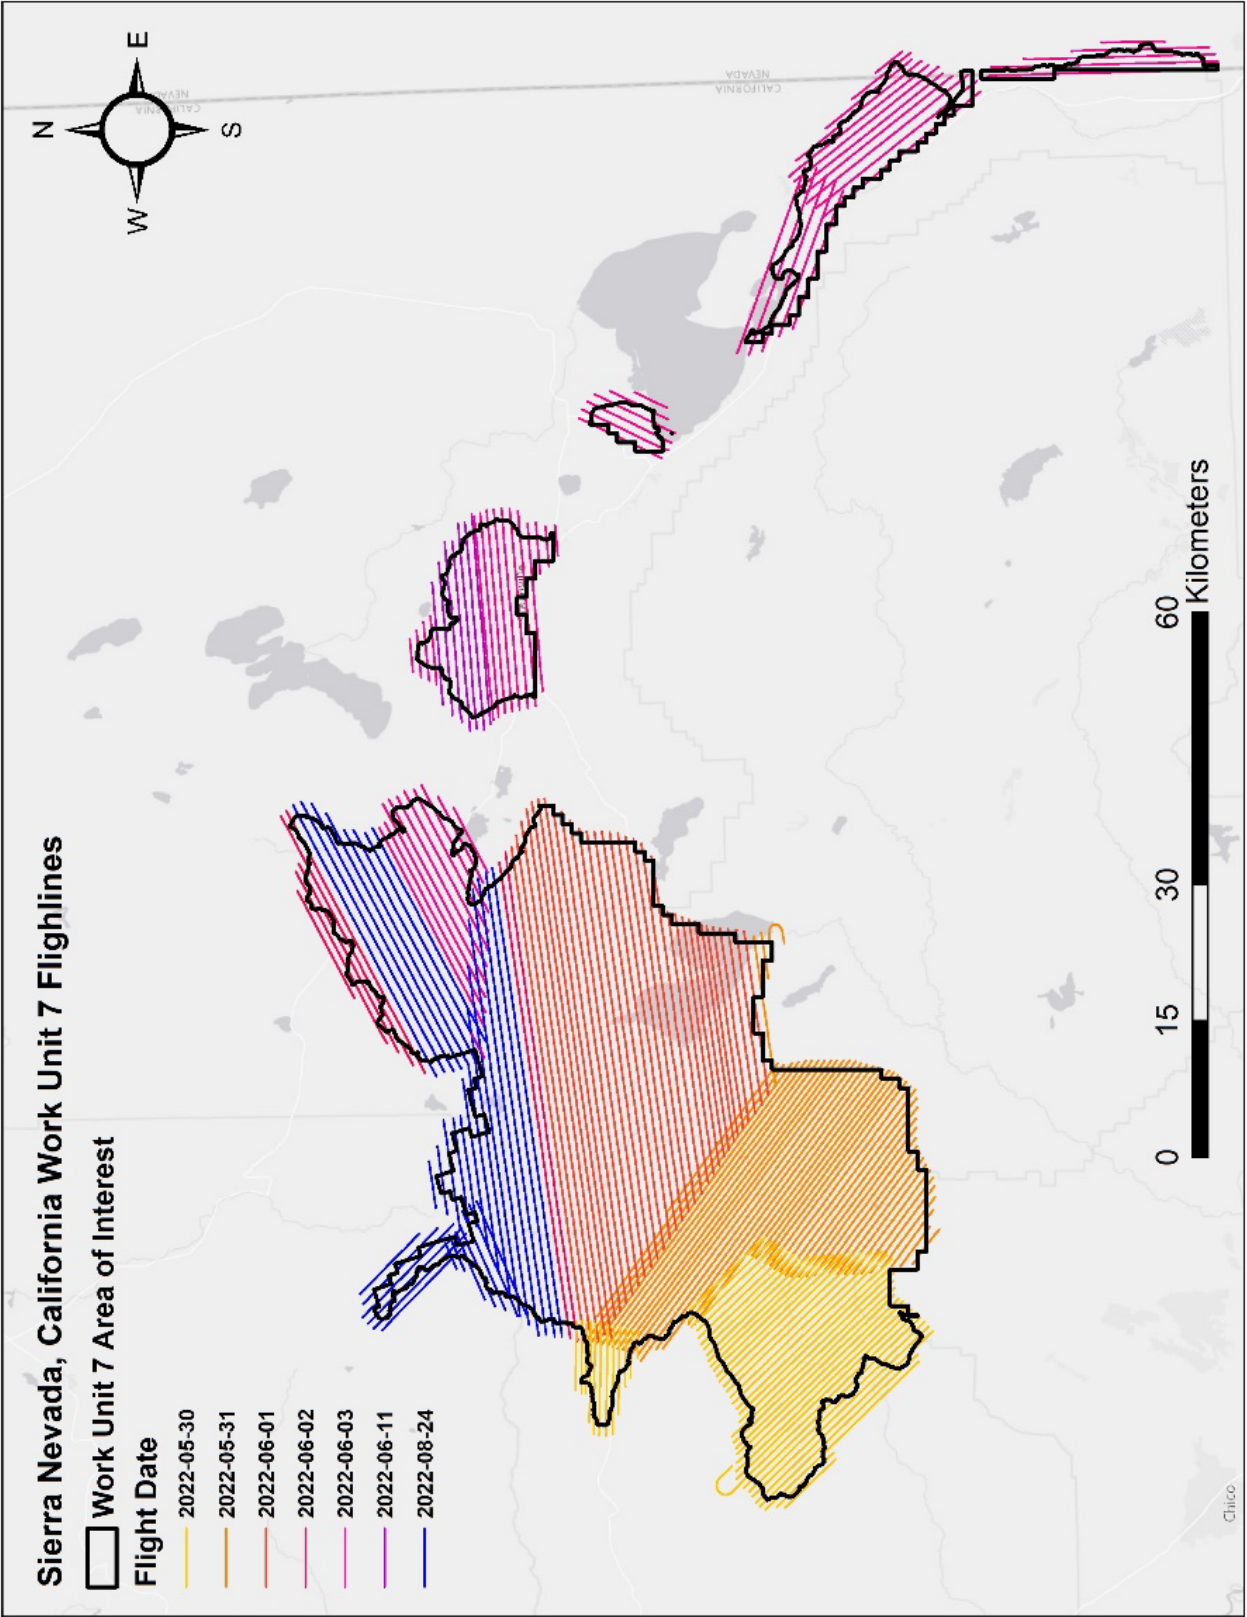 Sierra Nevada, California Work Unit 7 Flighlines
Work Unit 7 Area of Interest
Flight Date
2022-05-30
2022-05-31
2022-06-01
2022-06-02
2022-06-03
2022-06-11
2022-08-24
N
W
E
S
NEVADA
CALIFORNIA
NEVADA
CALIFORNIA
0
15
30
60
Kilometers
Chico